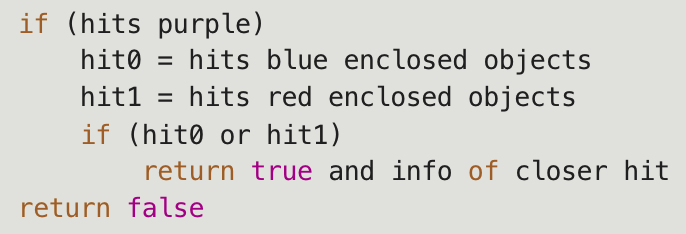 if (hits purple)
    hit0 = hits blue enclosed objects
    hit1 = hits red enclosed objects
    if (hit0 or hit1)
        return true and info of closer hit
return false